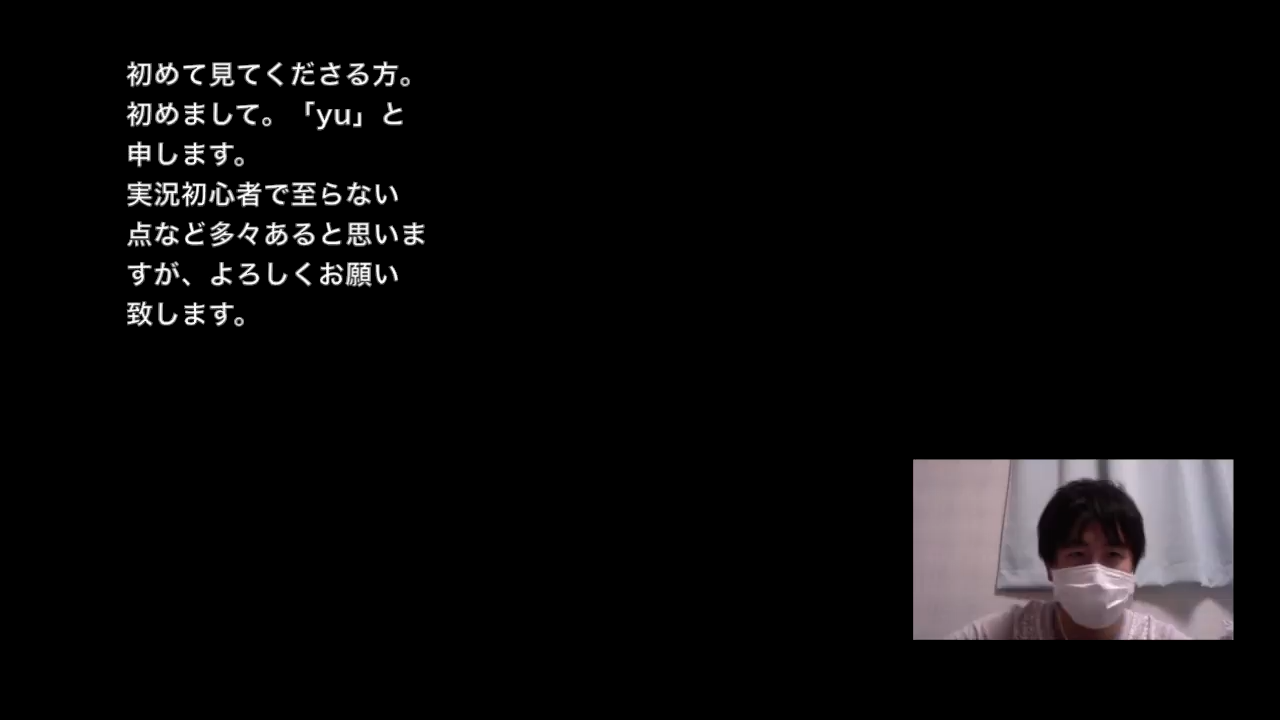 初めて見てくださる方。
初めまして。「yu」と
申します。
実況初心者で至らない
点など多々あると思いま
すが、よろしくお願い
致します。